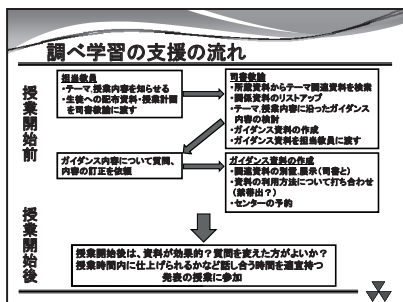 調べ学習の支援の流れ
授業開始前
担当教員
・テーマ、授業内容を知らせる
・生徒への配布資料・授業計画
を司書教諭に渡す
司書教諭
・所蔵資料からテーマ関連資料を検索
・関係資料のリストアップ
・テーマ、授業内容に沿ったガイダンス
内容の検討
・ガイダンス資料の作成
・ガイダンス資料を担当教員に渡す
ガイダンス内容について質問、
内容の訂正を依頼
ガイダンス資料の作成
・関連資料の別置、展示(司書と)
・資料の利用方法について打ち合わせ
(禁帯出?)
・センターの予約
授業開始後
授業開始後は、資料が効果的?質問を変えた方がよいか?
授業時間内に仕上げられるかなど話し合う時間を適宜持つ
発表の授業に参加